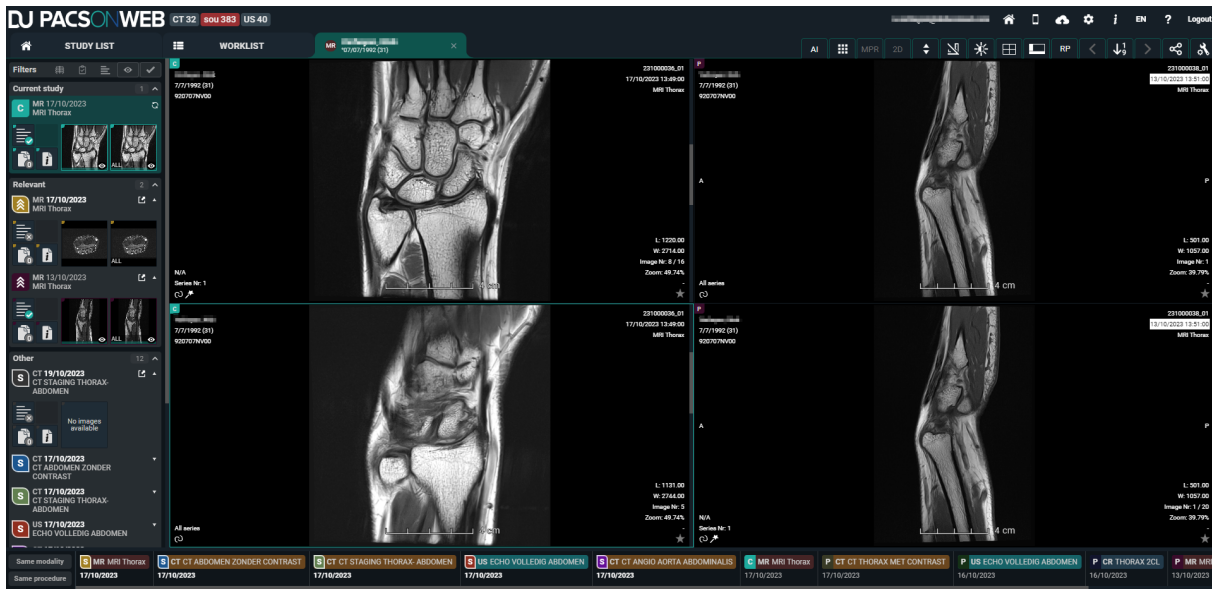 DJ PACSONWEB CT 32 sou 383 US 40
i EN ? Logout
STUDY LIST WORKLIST MR *07/07/1992 (31) × AI MPR 2D RP
Filters
Current study 1
C MR 17/10/2023
MRI Thorax
0 i ALL
Relevant 2
MR 17/10/2023
MRI Thorax
0 i ALL
MR 13/10/2023
MRI Thorax
0 i ALL
Other 12
S CT 19/10/2023
CT STAGING THORAX-
ABDOMEN
No images
available
0 i
S CT 17/10/2023
CT ABDOMEN ZONDER
CONTRAST
S CT 17/10/2023
CT STAGING THORAX-
ABDOMEN
S US 17/10/2023
ECHO VOLLEDIG ABDOMEN
C
7/7/1992 (31)
920707NV00
231000036_01
17/10/2023 13:49:00
MRI Thorax
L: 1220.00
W: 2714.00
Image Nr: 8 / 16
Zoom: 49.74%
-
N/A
Series Nr: 1
4 cm
P
7/7/1992 (31)
920707NV00
231000038_01
13/10/2023 13:51:00
MRI Thorax
A P
L: 501.00
W: 1057.00
Image Nr: 1
Zoom: 39.79%
-
All series
4 cm
C
7/7/1992 (31)
920707NV00
231000036_01
17/10/2023 13:49:00
MRI Thorax
L: 1131.00
W: 2744.00
Image Nr: 5
Zoom: 49.74%
-
All series
4 cm
P
7/7/1992 (31)
920707NV00
231000038_01
13/10/2023 13:51:00
MRI Thorax
A P
L: 501.00
W: 1057.00
Image Nr: 1 / 20
Zoom: 39.79%
-
N/A
Series Nr: 1
4 cm
Same modality S MR MRI Thorax S CT CT ABDOMEN ZONDER CONTRAST S CT CT STAGING THORAX- ABDOMEN S US ECHO VOLLEDIG ABDOMEN S CT CT ANGIO AORTA ABDOMINALIS C MR MRI Thorax P CT CT THORAX MET CONTRAST P US ECHO VOLLEDIG ABDOMEN P CR THORAX 2CL P MR MRI
Same procedure 17/10/2023 17/10/2023 17/10/2023 17/10/2023 17/10/2023 17/10/2023 17/10/2023 16/10/2023 16/10/2023 13/10/2023